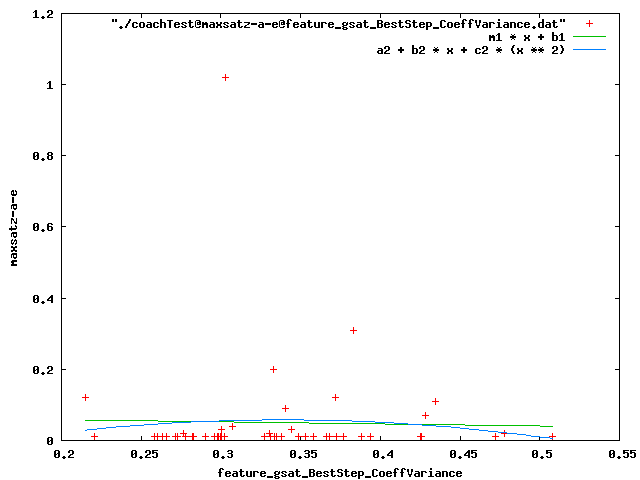 1.2
"./coachTest@maxsatz-a-e@feature_gsat_BestStep_CoeffVariance.dat"
m1 * x + b1
a2 + b2 * x + c2 * (x ** 2)
1
0.8
0.6
0.4
0.2
0
maxsatz-a-e
0.2 0.25 0.3 0.35 0.4 0.45 0.5 0.55
feature_gsat_BestStep_CoeffVariance